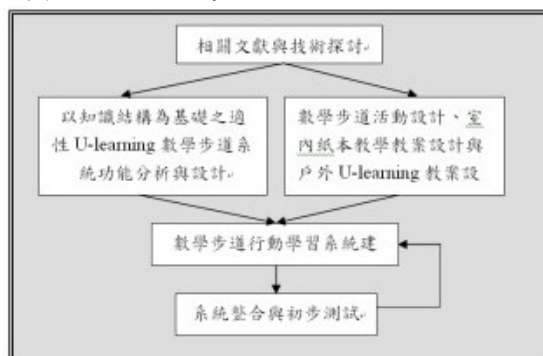 相關文獻與技術探討
以知識結構為基礎之適
性 U-learning 數學步道系
統功能分析與設計
數學步道活動設計、室
內紙本教學教案設計與
戶外 U-learning 教案設
數學步道行動學習系統建
系統整合與初步測試